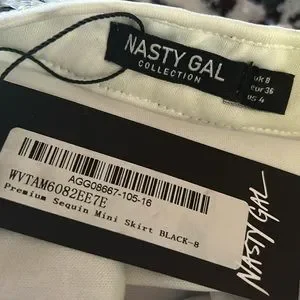 NASTY GAL
COLLECTION
UK 8
eur 36
us 4
AGG08667-105-16
WVTAM6082EE7E
Premium Sequin Mini Skirt BLACK-8
NASTY GAL